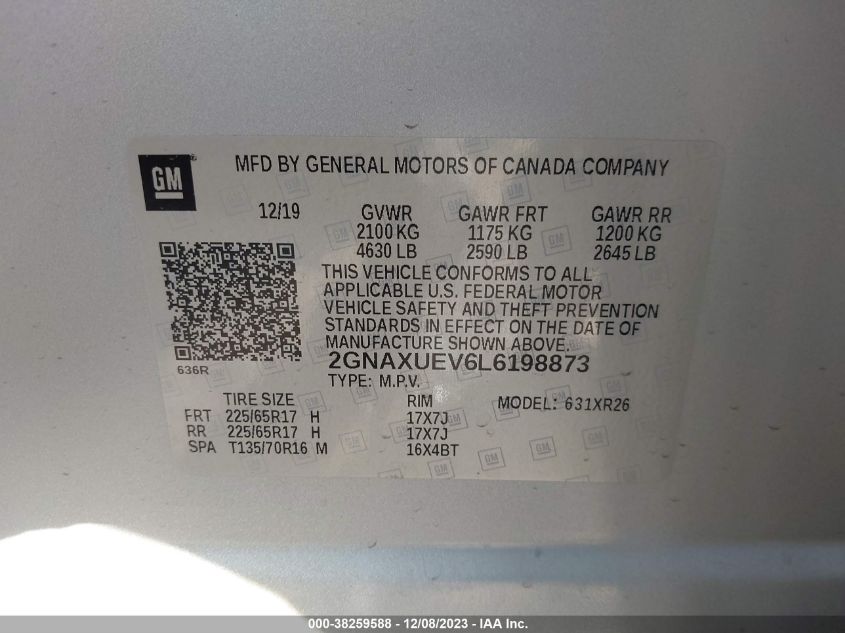 GM
MFD BY GENERAL MOTORS OF CANADA COMPANY
12/19 GVWR GAWR FRT GAWR RR
2100 KG 1175 KG 1200 KG
4630 LB 2590 LB 2645 LB
THIS VEHICLE CONFORMS TO ALL
APPLICABLE U.S. FEDERAL MOTOR
VEHICLE SAFETY AND THEFT PREVENTION
STANDARDS IN EFFECT ON THE DATE OF
MANUFACTURE SHOWN ABOVE.
636R
2GNAXUEV6L6198873
TYPE: M.P.V.
TIRE SIZE RIM MODEL: 631XR26
FRT 225/65R17 H 17X7J
RR 225/65R17 H 17X7J
SPA T135/70R16 M 16X4BT
000-38259588 - 12/08/2023 - IAA Inc.